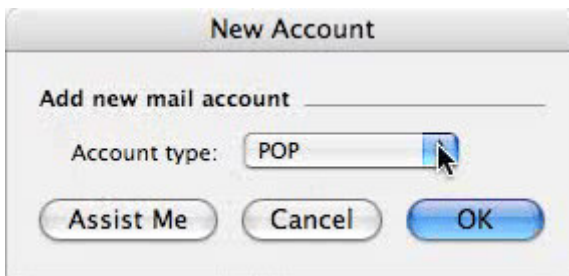 New Account
Add new mail account
Account type: POP
Assist Me Cancel OK